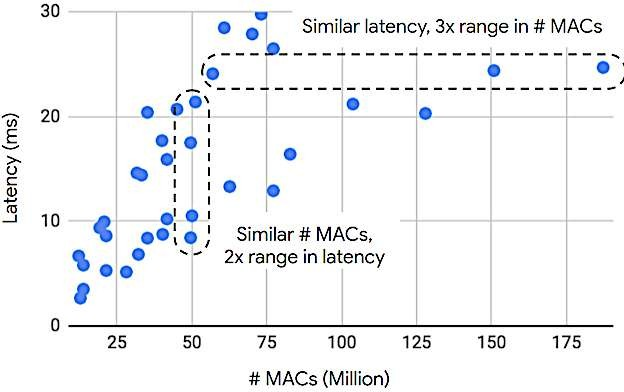 30
Similar latency, 3x range in # MACs
20
Latency (ms)
10
Similar # MACs,
2x range in latency
0
25 50 75 100 125 150 175
# MACs (Million)